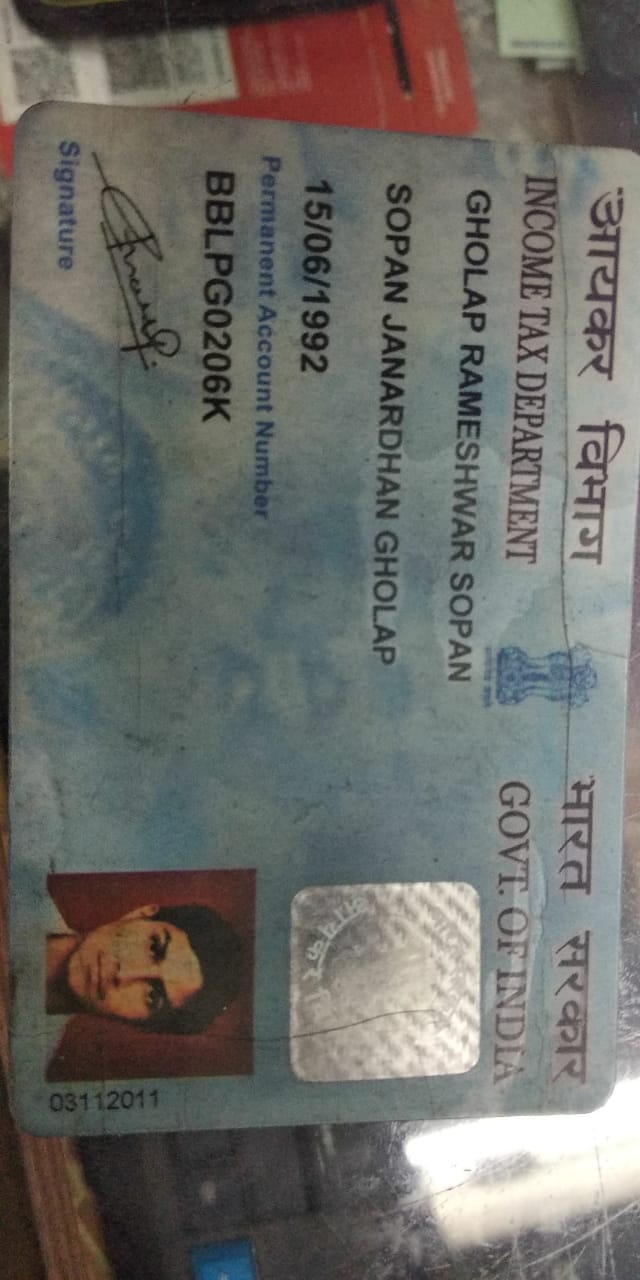 आयकर विभाग
INCOME TAX DEPARTMENT
भारत सरकार
GOVT. OF INDIA
GHOLAP RAMESHWAR SOPAN
SOPAN JANARDHAN GHOLAP
15/06/1992
Permanent Account Number
BBLPG0206K
Signature
03112011